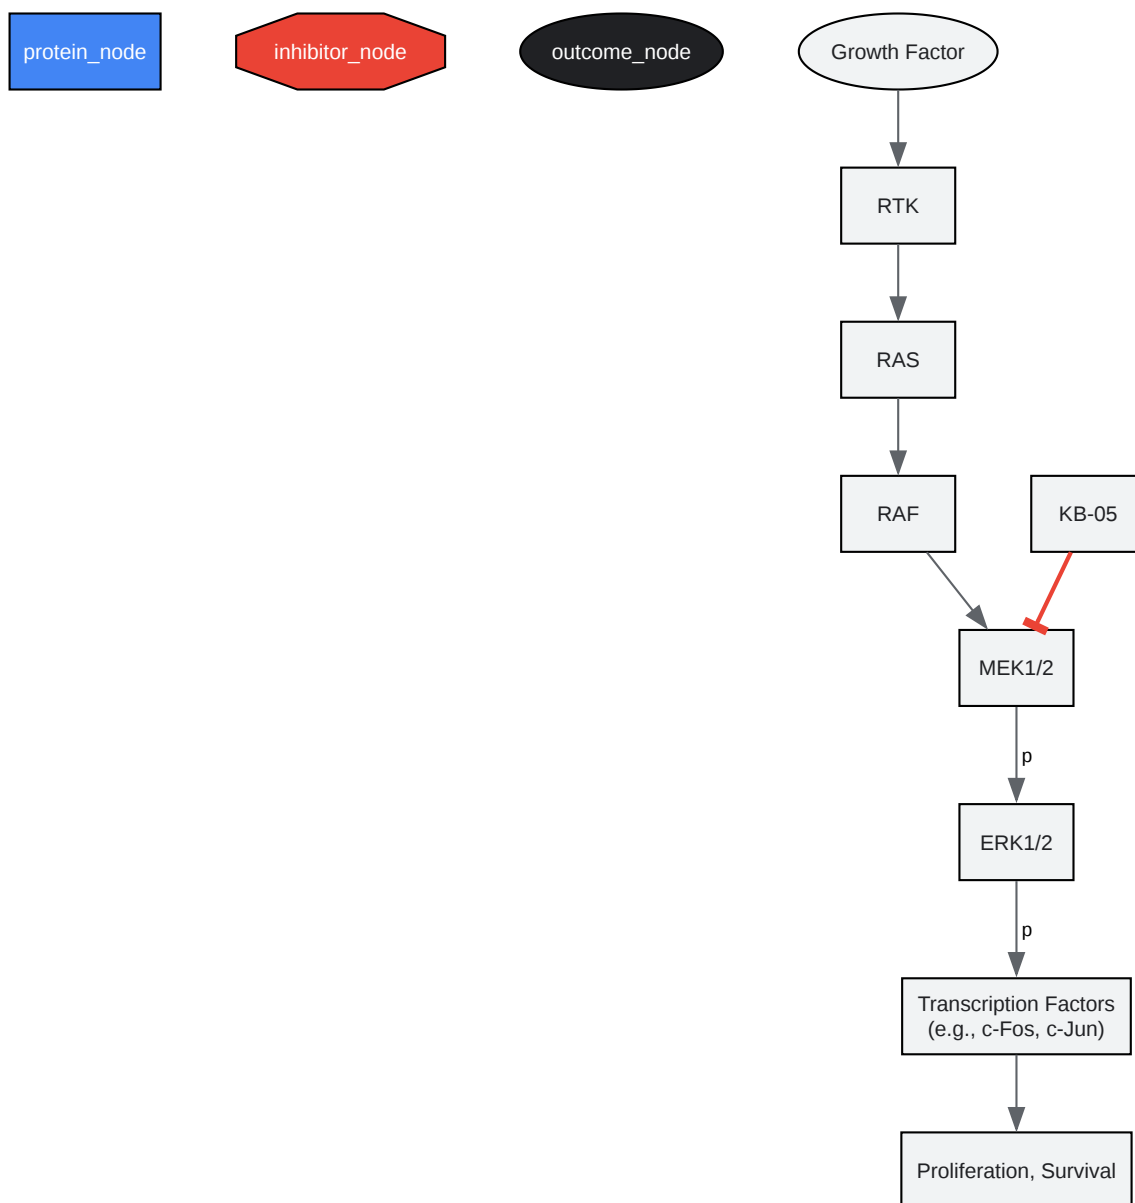 protein_node
inhibitor_node
outcome_node
Growth Factor
RTK
RAS
RAF
KB-05
MEK1/2
p
ERK1/2
p
Transcription Factors
(e.g., c-Fos, c-Jun)
Proliferation, Survival